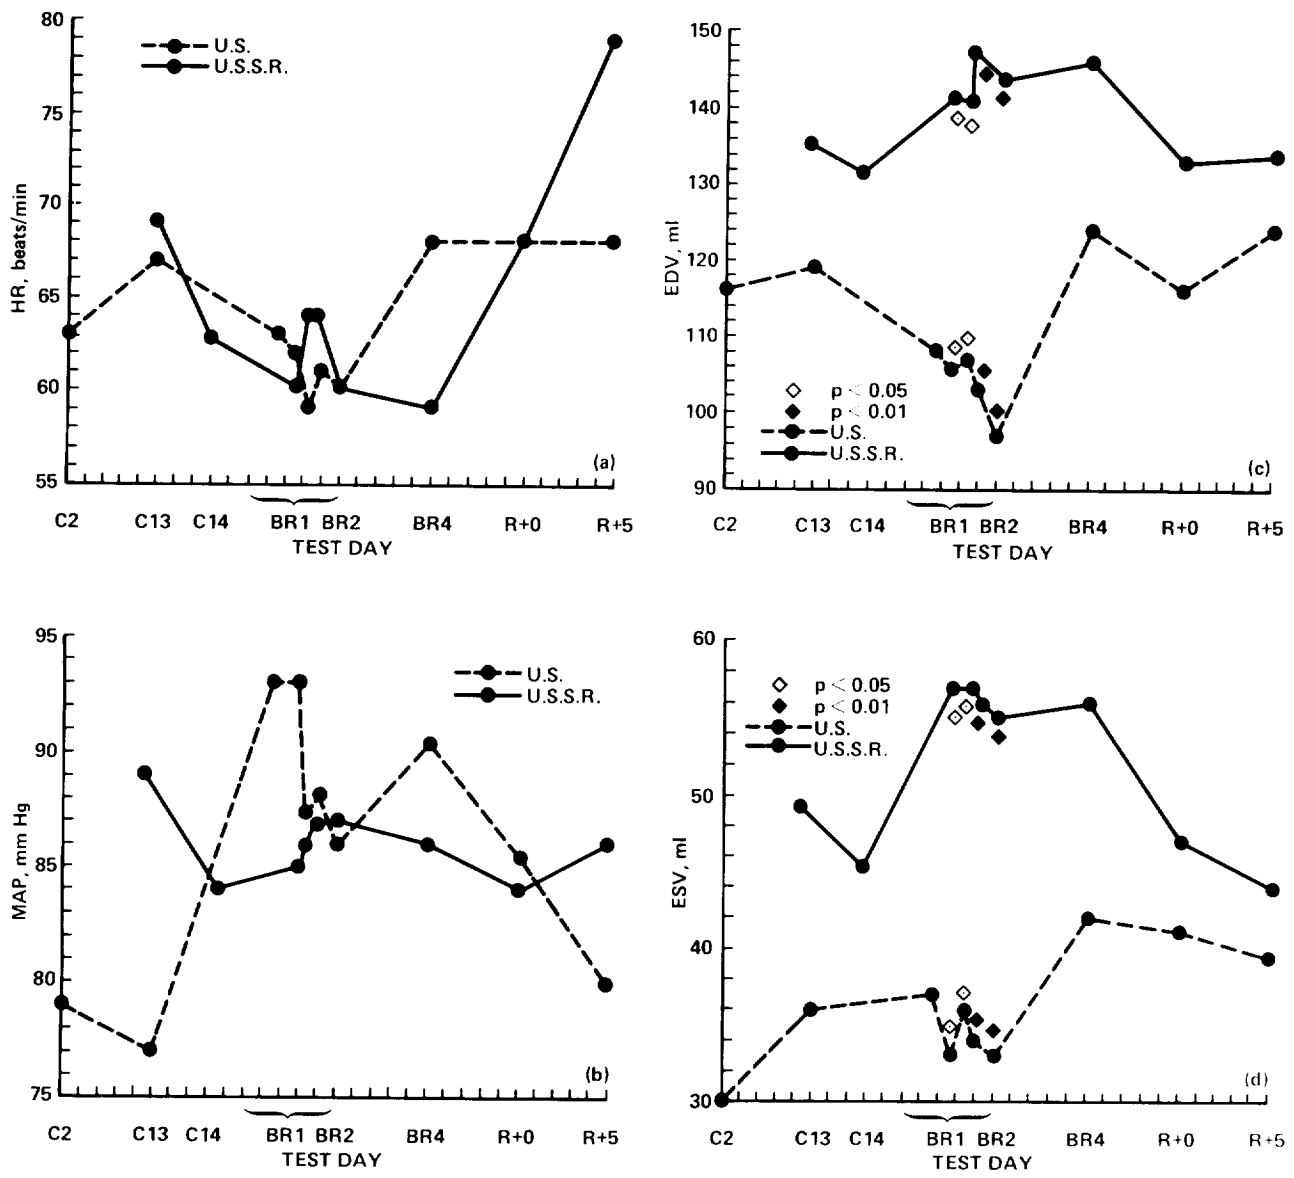 80
75
70
65
60
55
HR, beats/min
U.S.
U.S.S.R.
(a)
C2 C13 C14 BR1 BR2 BR4 R+0 R+5
TEST DAY
150
140
130
120
110
100
90
EDV, ml
p < 0.05
p < 0.01
U.S.
U.S.S.R.
(c)
C2 C13 C14 BR1 BR2 BR4 R+0 R+5
TEST DAY
95
90
85
80
75
MAP, mm Hg
U.S.
U.S.S.R.
(b)
C2 C13 C14 BR1 BR2 BR4 R+0 R+5
TEST DAY
60
50
40
30
ESV, ml
p < 0.05
p < 0.01
U.S.
U.S.S.R.
(d)
C2 C13 C14 BR1 BR2 BR4 R+0 R+5
TEST DAY